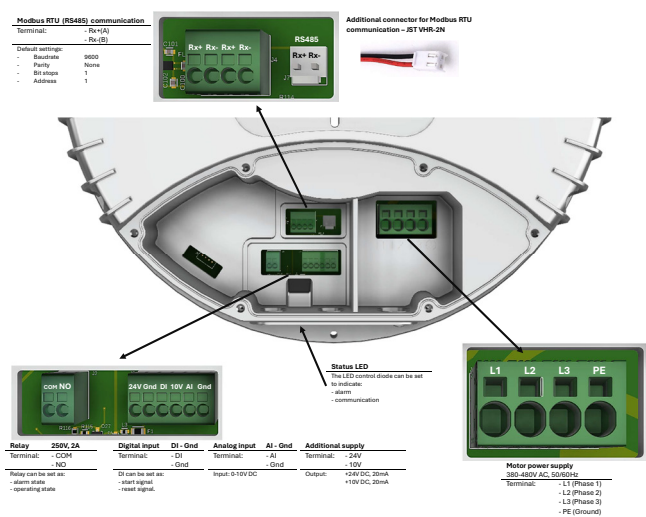 Modbus RTU (RS485) communication
Terminal: - Rx+(A)
- Rx-(B)
Default settings:
- Baudrate 9600
- Parity None
- Bit stops 1
- Address 1
C101
C102
RS485
Rx+ Rx- Rx+ Rx-
Rx+ Rx-
J4
R114
Additional connector for Modbus RTU
communication – JST VHR-2N
Status LED
The LED control diode can be set
to indicate:
- alarm
- communication
COM NO
24V Gnd DI 10V AI Gnd
L1 L2 L3 PE
Relay 250V, 2A
Terminal: - COM
- NO
Relay can be set as:
- alarm state
- operating state
Digital input DI - Gnd
Terminal: - DI
- Gnd
DI can be set as:
- start signal
- reset signal.
Analog input AI - Gnd
Terminal: - AI
- Gnd
Input: 0-10V DC
Additional supply
Terminal: - 24V
- 10V
Output: +24V DC, 20mA
+10V DC, 20mA
Motor power supply
380-480V AC, 50/60Hz
Terminal: - L1 (Phase 1)
- L2 (Phase 2)
- L3 (Phase 3)
- PE (Ground)